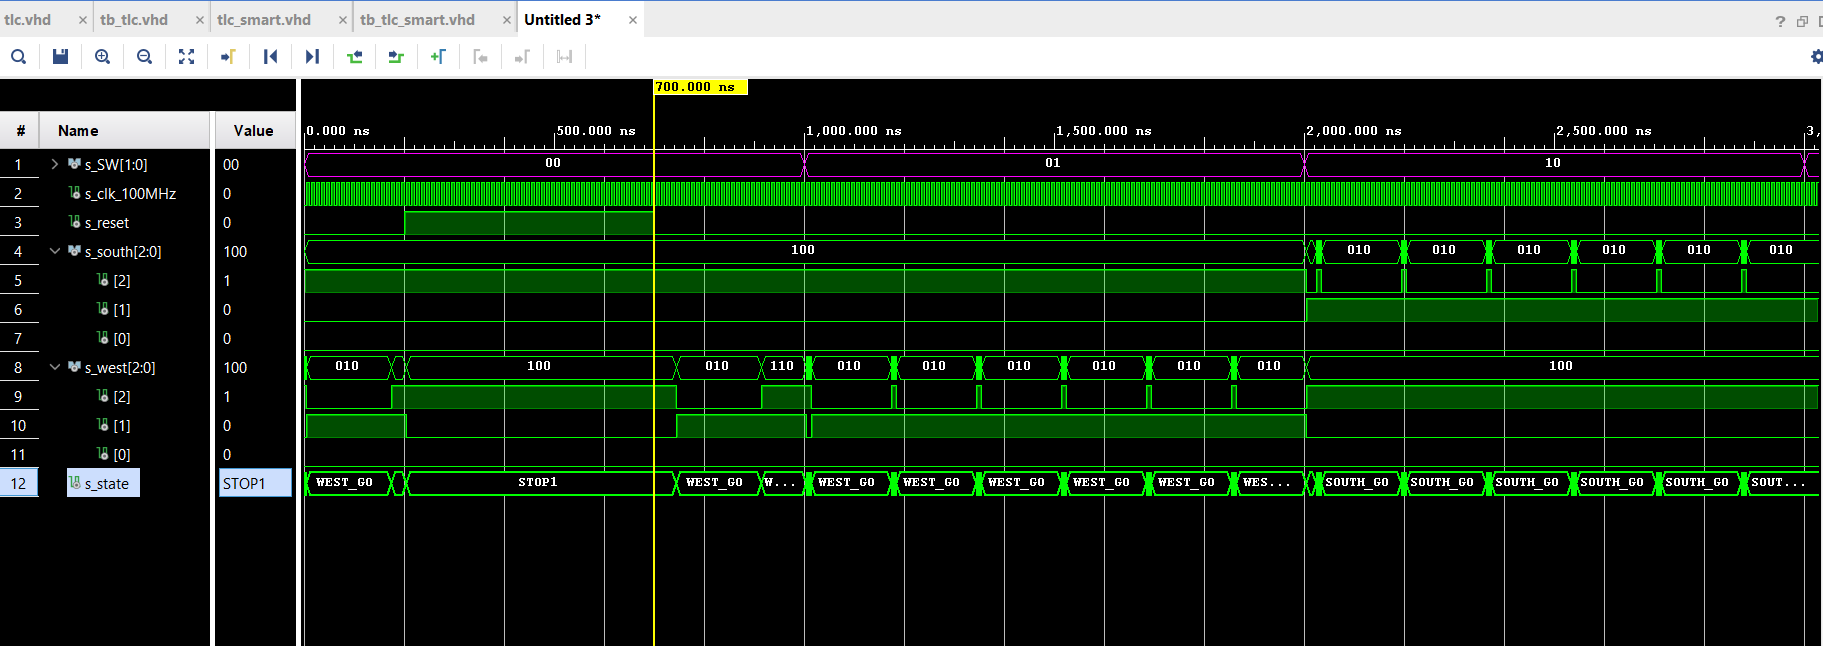 tlc.vhd × tb_tlc.vhd × tlc_smart.vhd × tb_tlc_smart.vhd × Untitled 3* ×
?
700.000 ns
# Name Value 0.000 ns 500.000 ns 1,000.000 ns 1,500.000 ns 2,000.000 ns 2,500.000 ns 3,
1 s_SW[1:0] 00 00 01 10
2 s_clk_100MHz 0
3 s_reset 0
4 s_south[2:0] 100 100 010 010 010 010 010 010
5 [2] 1
6 [1] 0
7 [0] 0
8 s_west[2:0] 100 010 100 010 110 010 010 010 010 010 010 100
9 [2] 1
10 [1] 0
11 [0] 0
12 s_state STOP1 WEST_GO STOP1 WEST_GO W... WEST_GO WEST_GO WEST_GO WEST_GO WEST_GO WES... SOUTH_GO SOUTH_GO SOUTH_GO SOUTH_GO SOUTH_GO SOUT...